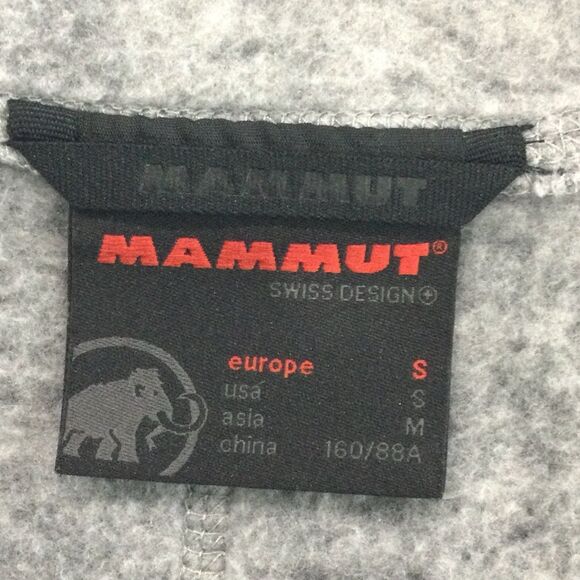 MAMMUT
MAMMUT®
SWISS DESIGN
europe S
usa S
asia M
china 160/88A